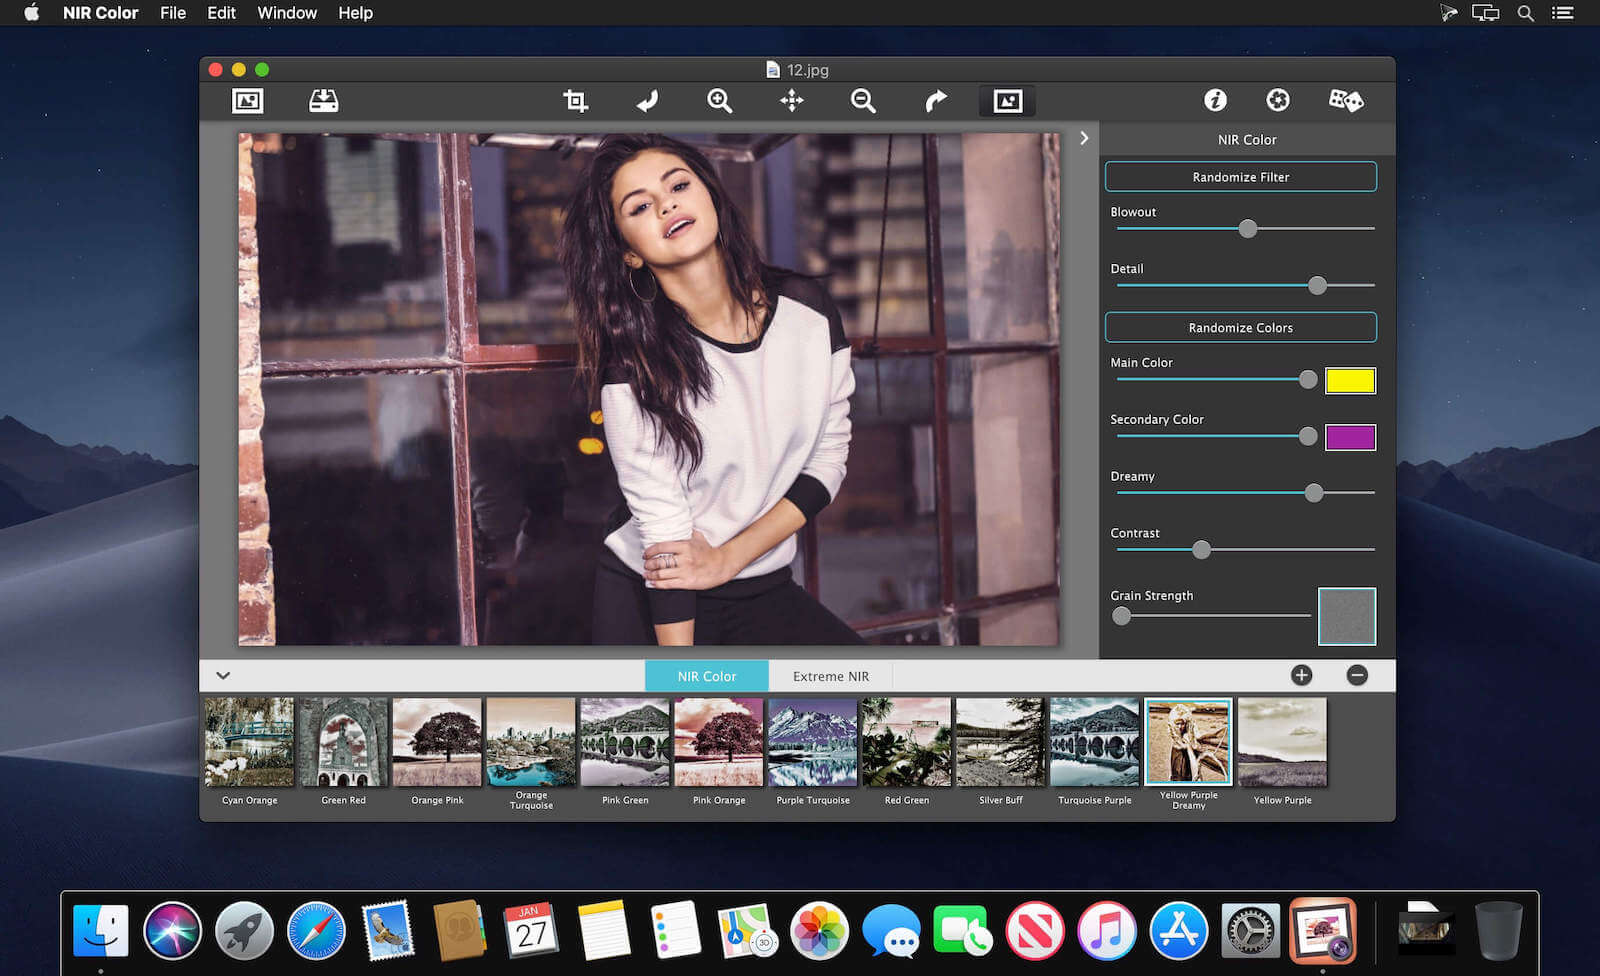 NIR Color File Edit Window Help
12.jpg
NIR Color
Randomize Filter
Blowout
Detail
Randomize Colors
Main Color
Secondary Color
Dreamy
Contrast
Grain Strength
NIR Color Extreme NIR
Cyan Orange
Green Red
Orange Pink
Orange
Turquoise
Pink Green
Pink Orange
Purple Turquoise
Red Green
Silver Buff
Turquoise Purple
Yellow Purple
Dreamy
Yellow Purple
JAN
27
30